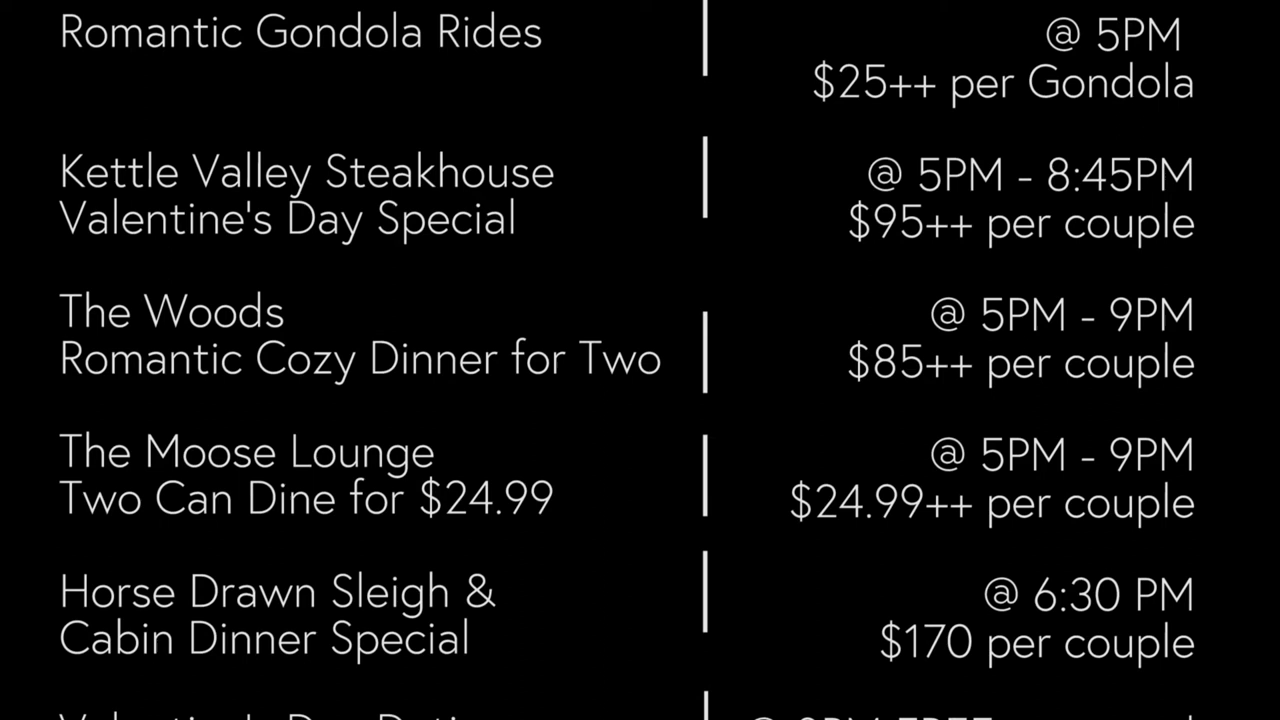 Romantic Gondola Rides
@ 5PM
$25++ per Gondola
Kettle Valley Steakhouse
Valentine's Day Special
@ 5PM - 8:45PM
$95++ per couple
The Woods
Romantic Cozy Dinner for Two
@ 5PM - 9PM
$85++ per couple
The Moose Lounge
Two Can Dine for $24.99
@ 5PM - 9PM
$24.99++ per couple
Horse Drawn Sleigh &
Cabin Dinner Special
@ 6:30 PM
$170 per couple